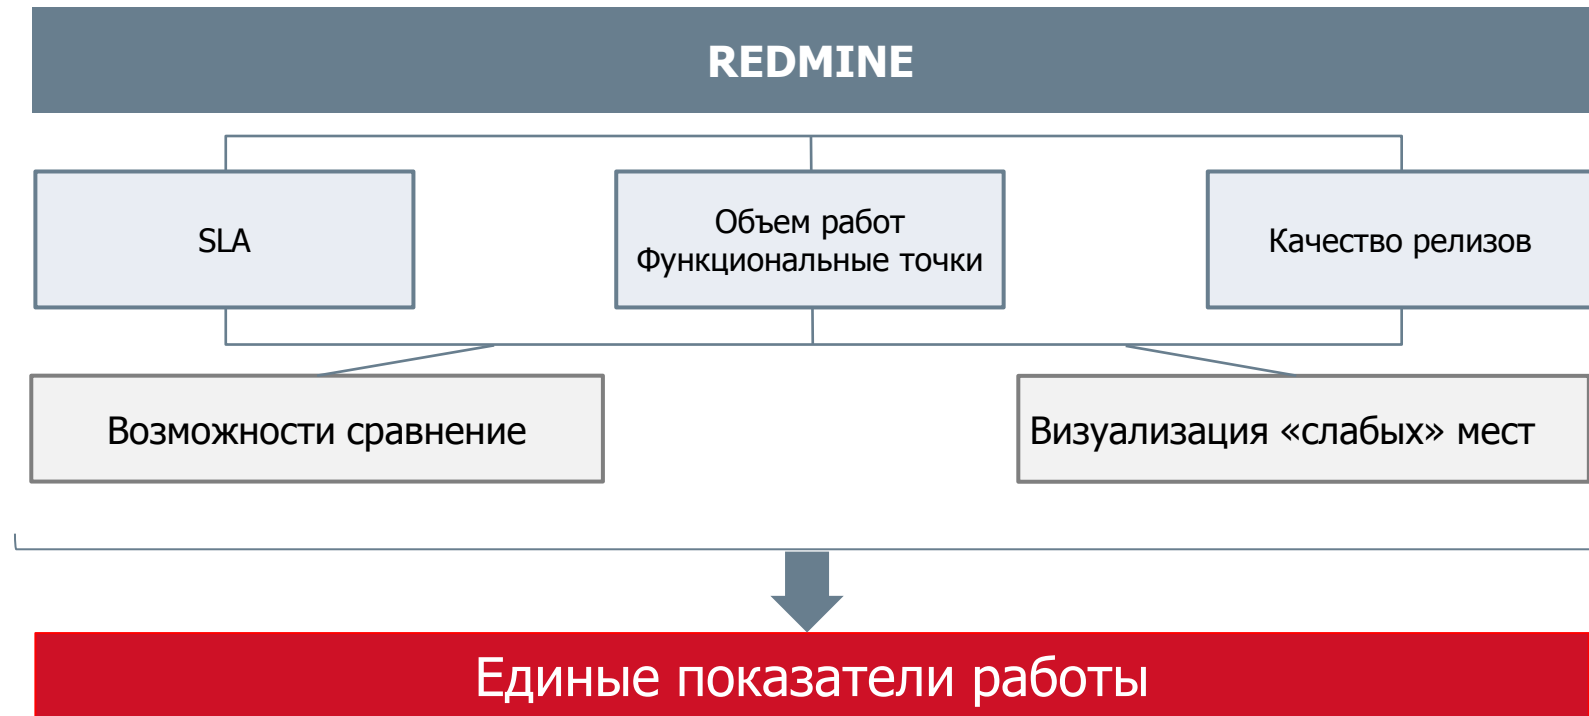 REDMINE
SLA
Объем работ
Функциональные точки
Качество релизов
Возможности сравнение
Визуализация «слабых» мест
Единые показатели работы